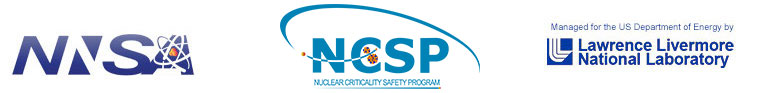 NNSA
NCSP
NUCLEAR CRITICALITY SAFETY PROGRAM
Managed for the US Department of Energy by
Lawrence Livermore
National Laboratory